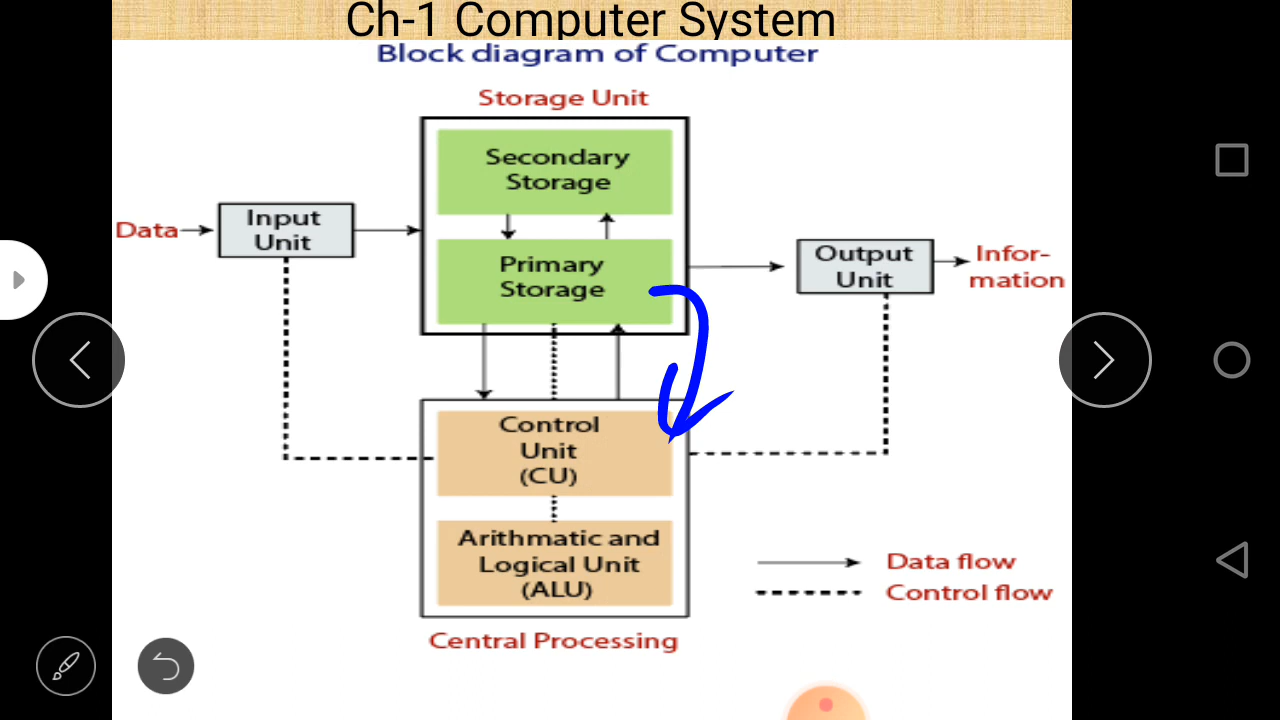 Ch-1 Computer System
Block diagram of Computer
Storage Unit
Secondary
Storage
Data
Input
Unit
Primary
Storage
Output
Unit
Infor-
mation
Control
Unit
(CU)
Arithmatic and
Logical Unit
(ALU)
Data flow
Control flow
Central Processing